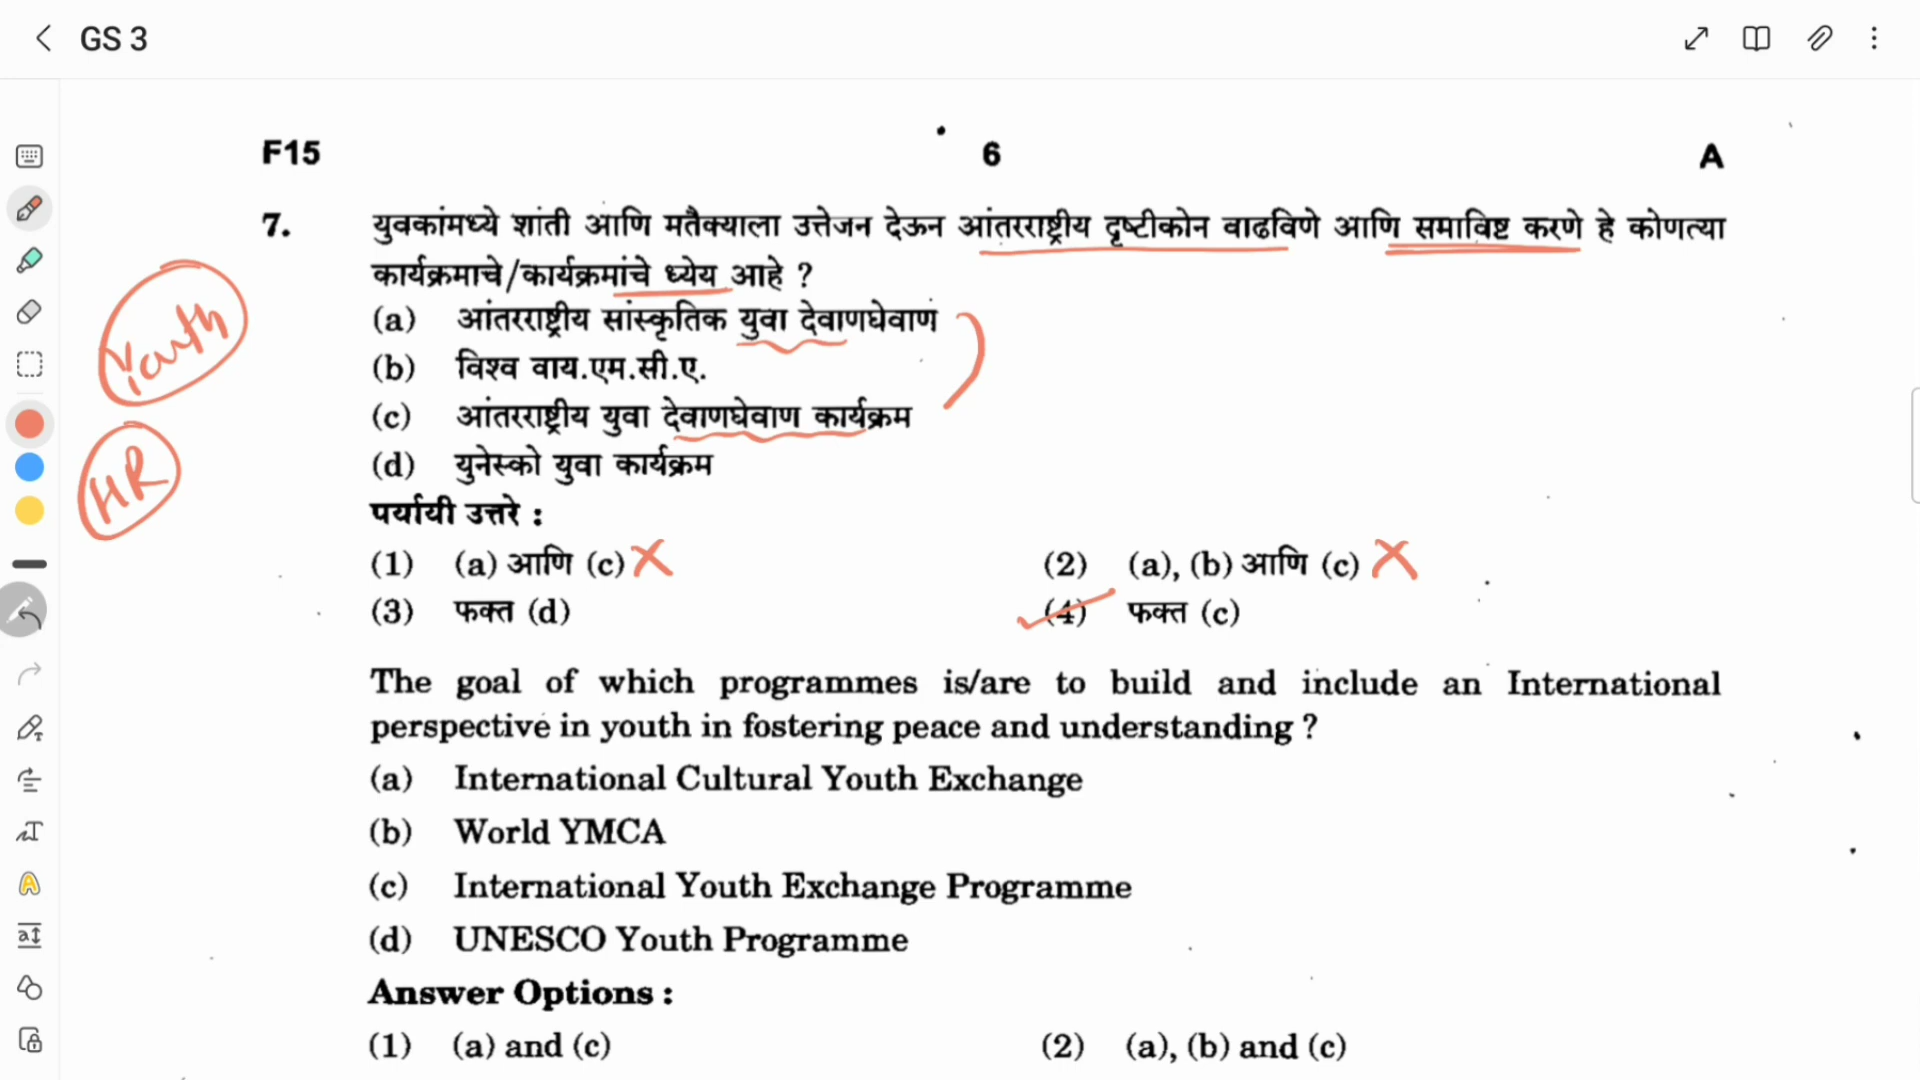 GS 3
F15 6 A
7. युवकांमध्ये शांती आणि मतैक्याला उत्तेजन देऊन आंतरराष्ट्रीय दृष्टीकोन वाढविणे आणि समाविष्ट करणे हे कोणत्या
कार्यक्रमाचे/कार्यक्रमांचे ध्येय आहे ?
(a) आंतरराष्ट्रीय सांस्कृतिक युवा देवाणघेवाण
Youth
(b) विश्व वाय.एम.सी.ए.
(c) आंतरराष्ट्रीय युवा देवाणघेवाण कार्यक्रम
(d) युनेस्को युवा कार्यक्रम
HR
पर्यायी उत्तरे :
(1) (a) आणि (c) (2) (a), (b) आणि (c)
(3) फक्त (d) (4) फक्त (c)
The goal of which programmes is/are to build and include an International
perspective in youth in fostering peace and understanding ?
(a) International Cultural Youth Exchange
(b) World YMCA
(c) International Youth Exchange Programme
(d) UNESCO Youth Programme
Answer Options :
(1) (a) and (c) (2) (a), (b) and (c)